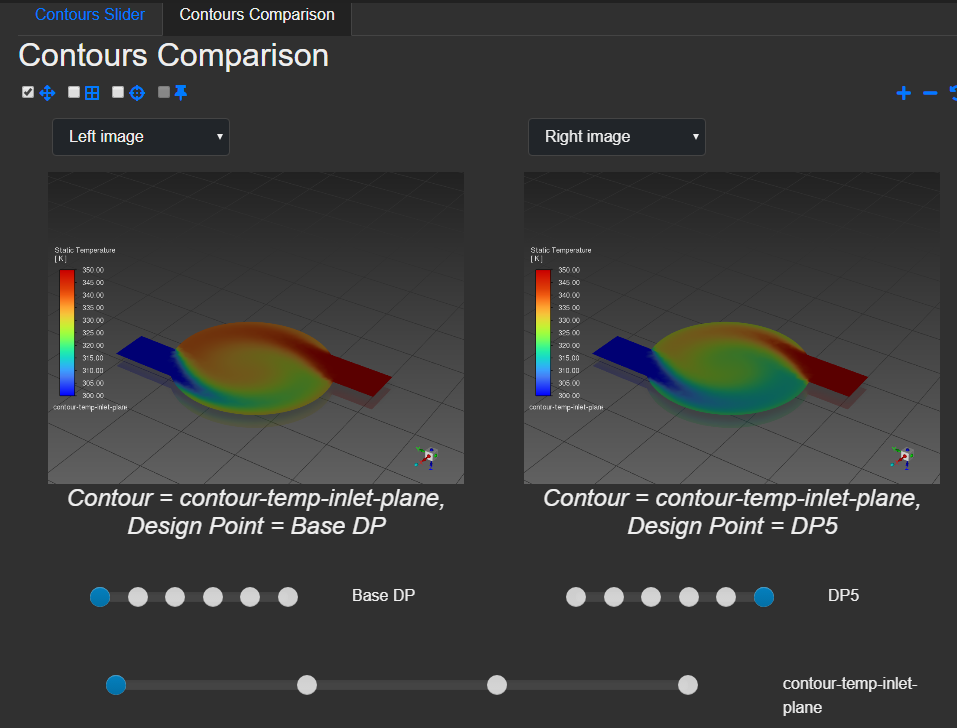 Contours Slider
Contours Comparison
Contours Comparison
Left image
Right image
Static Temperature
[ K ]
350.00
345.00
340.00
335.00
330.00
325.00
320.00
315.00
310.00
305.00
300.00
contour-temp-inlet-plane
Static Temperature
[ K ]
350.00
345.00
340.00
335.00
330.00
325.00
320.00
315.00
310.00
305.00
300.00
contour-temp-inlet-plane
Contour = contour-temp-inlet-plane,
Design Point = Base DP
Contour = contour-temp-inlet-plane,
Design Point = DP5
Base DP
DP5
contour-temp-inlet-
plane